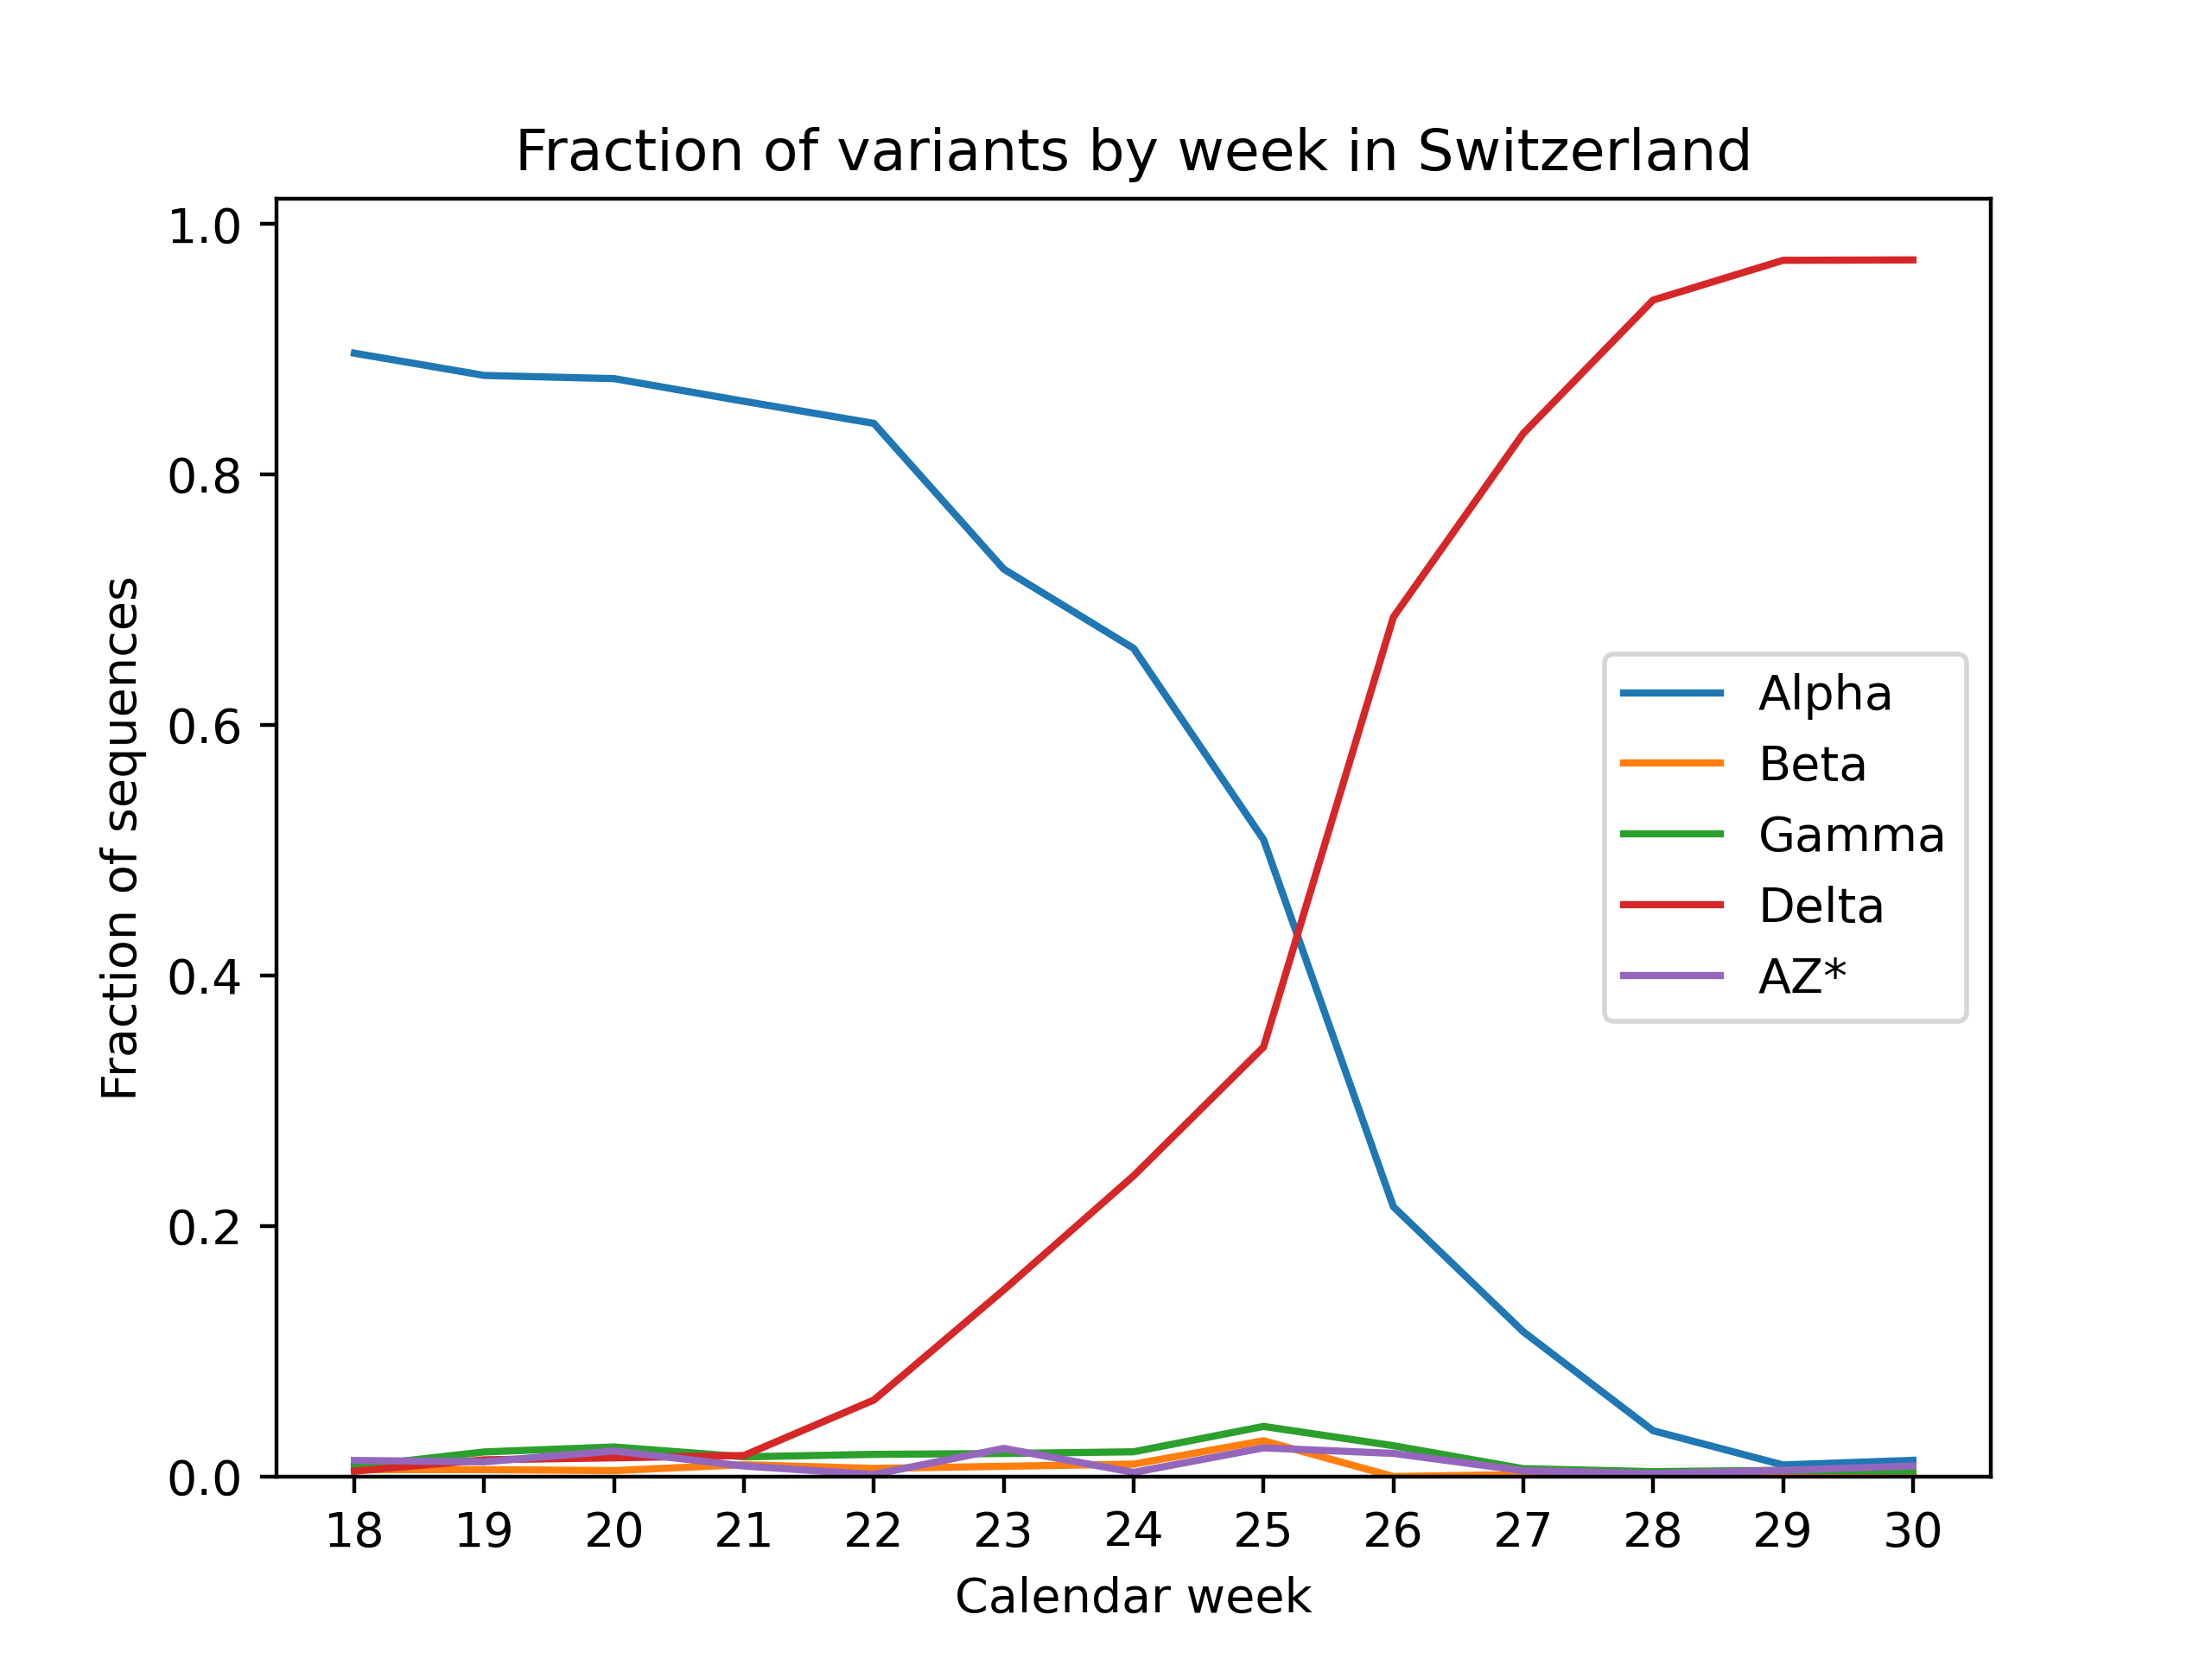 Fraction of variants by week in Switzerland
1.0
0.8
0.6
0.4
0.2
0.0
Fraction of sequences
Alpha
Beta
Gamma
Delta
AZ*
18 19 20 21 22 23 24 25 26 27 28 29 30
Calendar week